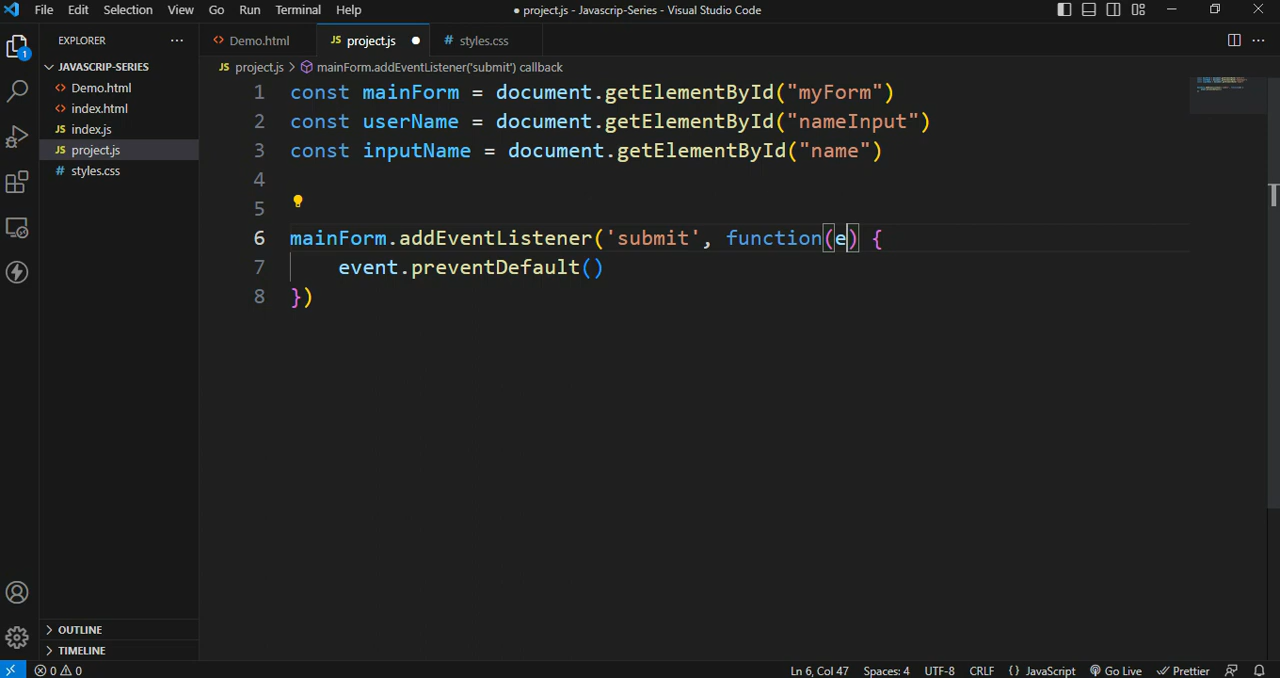 File Edit Selection View Go Run Terminal Help ● project.js - Javascrip-Series - Visual Studio Code
EXPLORER ...
JAVASCRIP-SERIES
<> Demo.html
<> index.html
JS index.js
JS project.js
# styles.css
OUTLINE
TIMELINE
1
<> Demo.html JS project.js ● # styles.css
JS project.js > mainForm.addEventListener('submit') callback
1 const mainForm = document.getElementById("myForm")
2 const userName = document.getElementById("nameInput")
3 const inputName = document.getElementById("name")
4
5
6 mainForm.addEventListener('submit', function(e) {
7 event.preventDefault()
8 })
0 0 Ln 6, Col 47 Spaces: 4 UTF-8 CRLF {} JavaScript Go Live Prettier